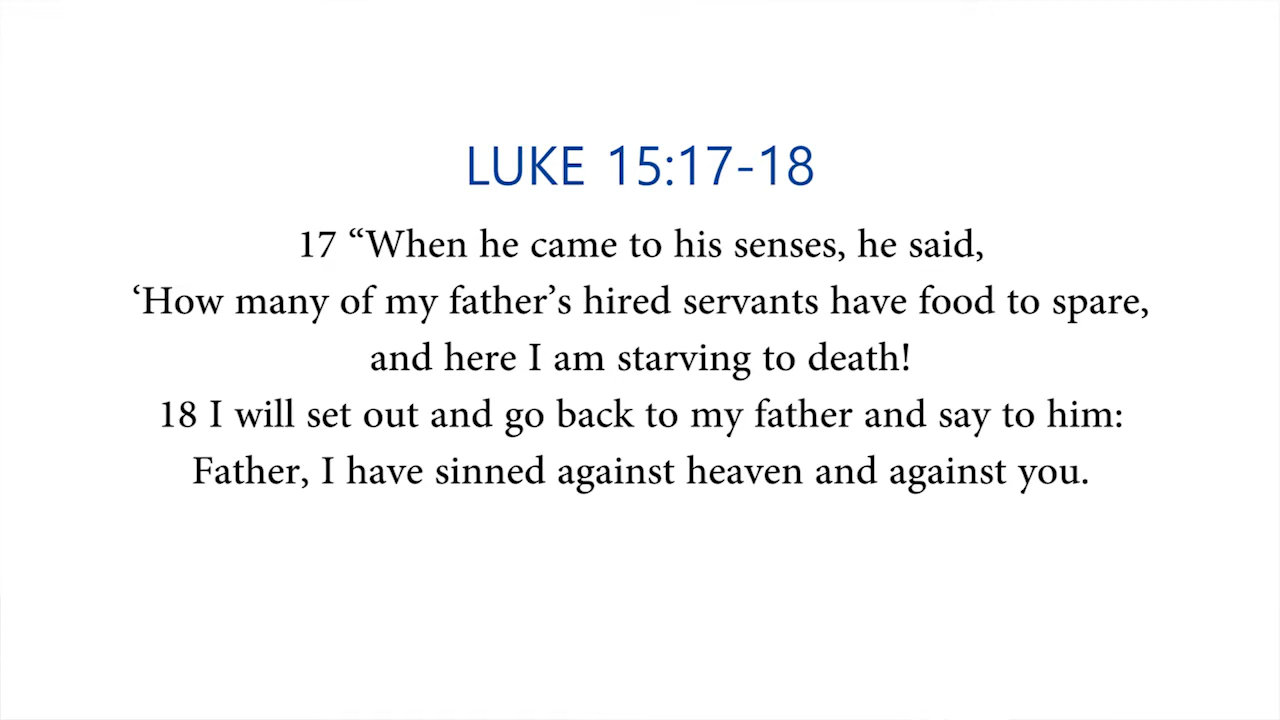 LUKE 15:17-18
17 “When he came to his senses, he said,
‘How many of my father’s hired servants have food to spare,
and here I am starving to death!
18 I will set out and go back to my father and say to him:
Father, I have sinned against heaven and against you.